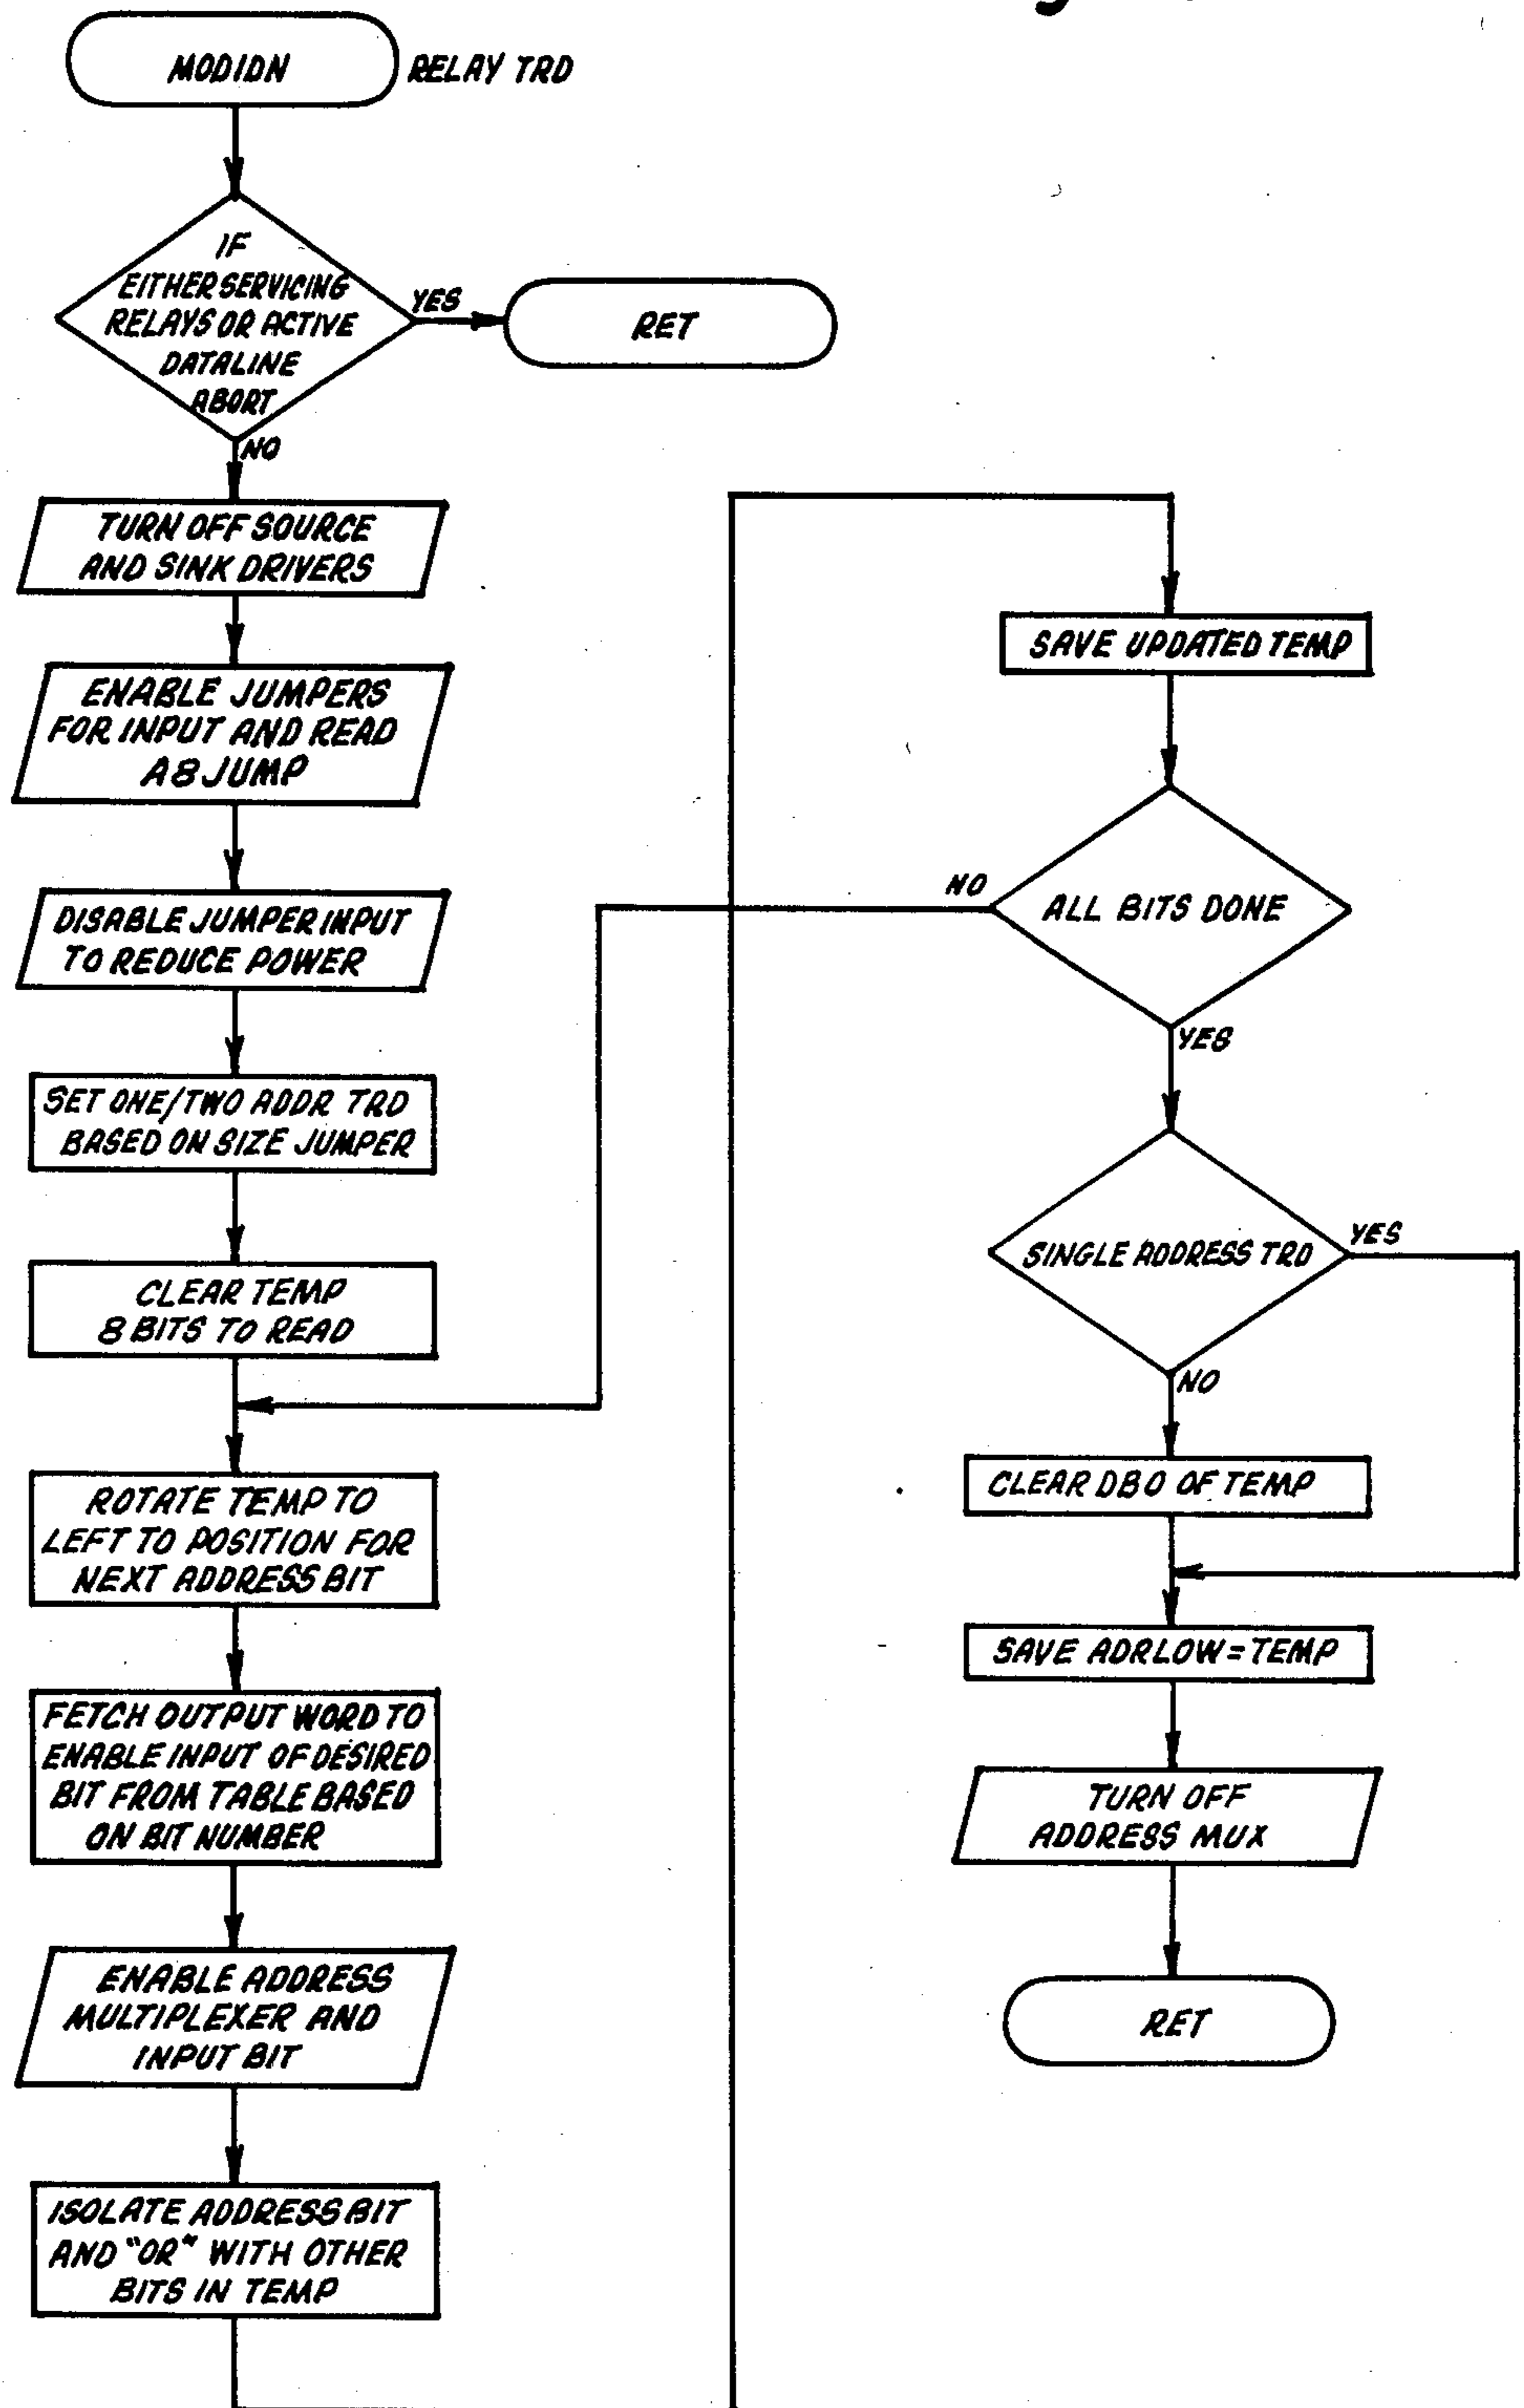 MODIDN
RELAY TRD
IF
EITHER SERVICING
RELAYS OR ACTIVE
DATALINE
ABORT
YES
RET
NO
TURN OFF SOURCE
AND SINK DRIVERS
ENABLE JUMPERS
FOR INPUT AND READ
A8 JUMP
DISABLE JUMPER INPUT
TO REDUCE POWER
SET ONE/TWO ADDR TRD
BASED ON SIZE JUMPER
CLEAR TEMP
8 BITS TO READ
ROTATE TEMP TO
LEFT TO POSITION FOR
NEXT ADDRESS BIT
FETCH OUTPUT WORD TO
ENABLE INPUT OF DESIRED
BIT FROM TABLE BASED
ON BIT NUMBER
ENABLE ADDRESS
MULTIPLEXER AND
INPUT BIT
ISOLATE ADDRESS BIT
AND "OR" WITH OTHER
BITS IN TEMP
SAVE UPDATED TEMP
NO
ALL BITS DONE
YES
SINGLE ADDRESS TRD
YES
NO
CLEAR DB0 OF TEMP
SAVE ADRLOW=TEMP
TURN OFF
ADDRESS MUX
RET